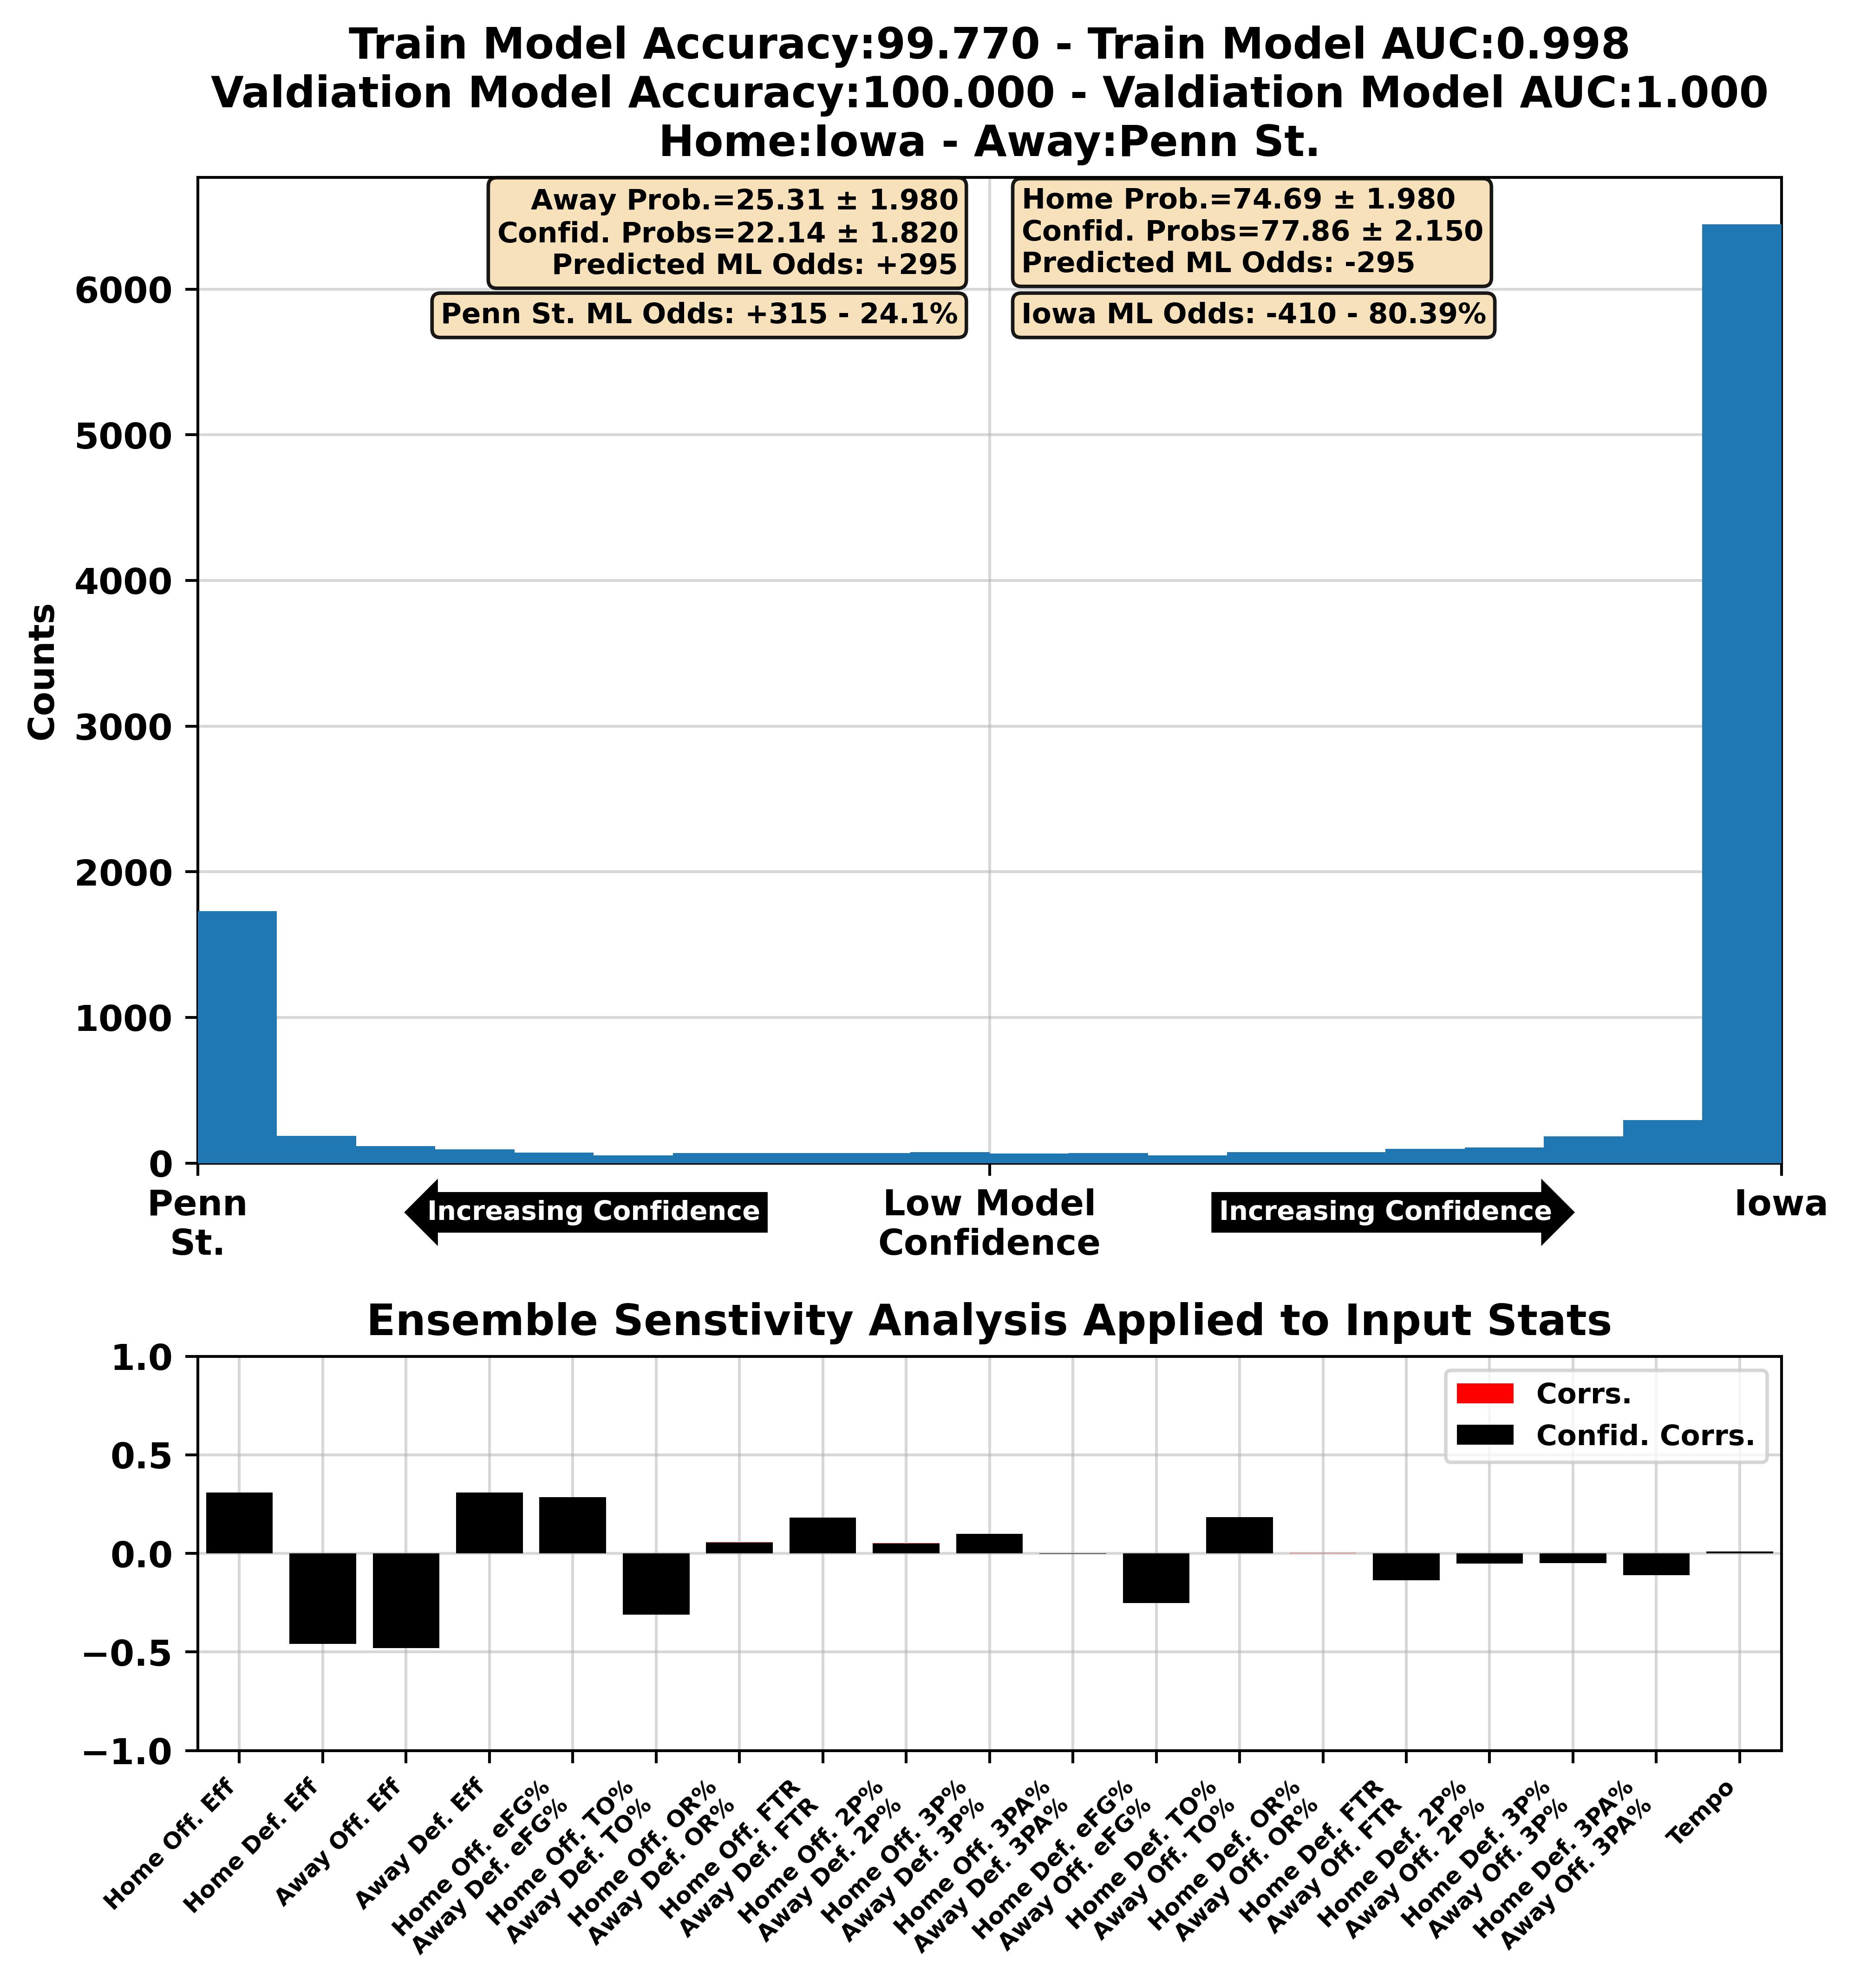 Train Model Accuracy:99.770 - Train Model AUC:0.998
Valdiation Model Accuracy:100.000 - Valdiation Model AUC:1.000
Home:Iowa - Away:Penn St.
Away Prob.=25.31 ± 1.980
Confid. Probs=22.14 ± 1.820
Predicted ML Odds: +295
Penn St. ML Odds: +315 - 24.1%
Home Prob.=74.69 ± 1.980
Confid. Probs=77.86 ± 2.150
Predicted ML Odds: -295
Iowa ML Odds: -410 - 80.39%
Counts
6000
5000
4000
3000
2000
1000
0
Penn
St.
Increasing Confidence
Low Model
Confidence
Increasing Confidence
Iowa
Ensemble Senstivity Analysis Applied to Input Stats
1.0
0.5
0.0
−0.5
−1.0
Corrs.
Confid. Corrs.
Home Off. Eff
Home Def. Eff
Away Off. Eff
Away Def. Eff
Home Off. eFG%
Away Def. eFG%
Home Off. TO%
Away Def. TO%
Home Off. OR%
Away Def. OR%
Home Off. FTR
Away Def. FTR
Home Off. 2P%
Away Def. 2P%
Home Off. 3P%
Away Def. 3P%
Home Off. 3PA%
Away Def. 3PA%
Home Def. eFG%
Away Off. eFG%
Home Def. TO%
Away Off. TO%
Home Def. OR%
Away Off. OR%
Home Def. FTR
Away Off. FTR
Home Def. 2P%
Away Off. 2P%
Home Def. 3P%
Away Off. 3P%
Home Def. 3PA%
Away Off. 3PA%
Tempo